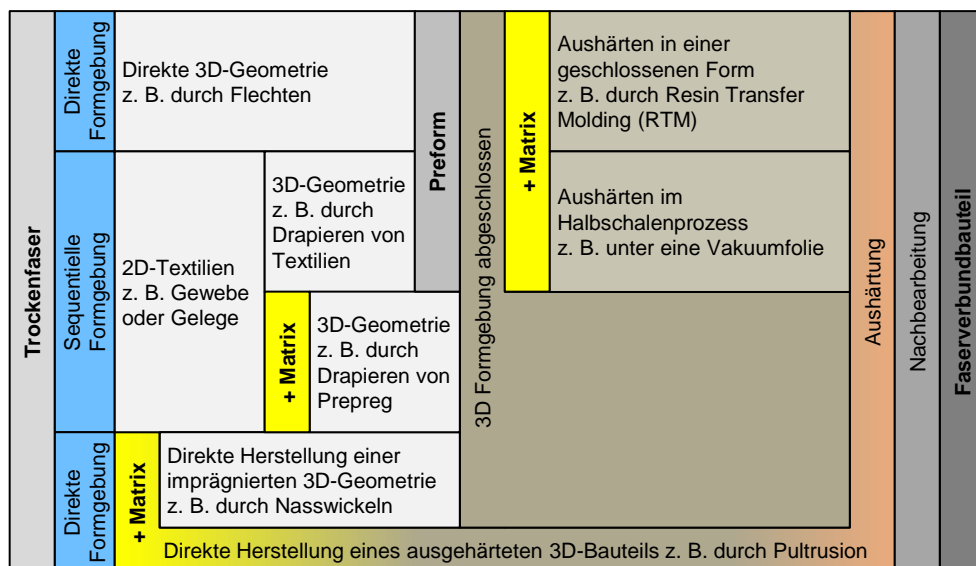 Trockenfaser
Direkte
Formgebung
Direkte 3D-Geometrie
z. B. durch Flechten
Sequentielle
Formgebung
2D-Textilien
z. B. Gewebe
oder Gelege
3D-Geometrie
z. B. durch
Drapieren von
Textilien
Preform
+ Matrix
3D-Geometrie
z. B. durch
Drapieren von
Prepreg
Direkte
Formgebung
+ Matrix
Direkte Herstellung einer
imprägnierten 3D-Geometrie
z. B. durch Nasswickeln
Direkte Herstellung eines ausgehärteten 3D-Bauteils z. B. durch Pultrusion
3D Formgebung abgeschlossen
+ Matrix
Aushärten in einer
geschlossenen Form
z. B. durch Resin Transfer
Molding (RTM)
Aushärten im
Halbschalenprozess
z. B. unter eine Vakuumfolie
Aushärtung
Nachbearbeitung
Faserverbundbauteil